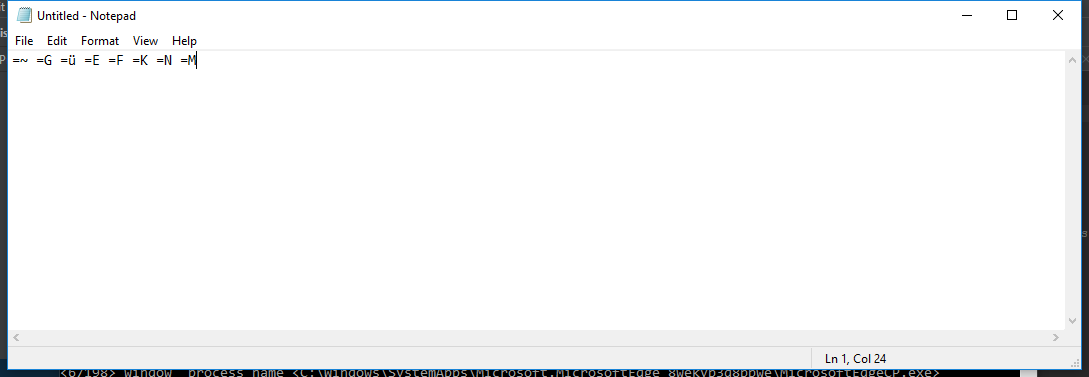 Untitled - Notepad
File Edit Format View Help
=~ =G =ü =E =F =K =N =M
Ln 1, Col 24
<6/198> window process name <C:\Windows\SystemApps\Microsoft.MicrosoftEdge_8wekyb3d8bbwe\MicrosoftEdgeCP.exe>